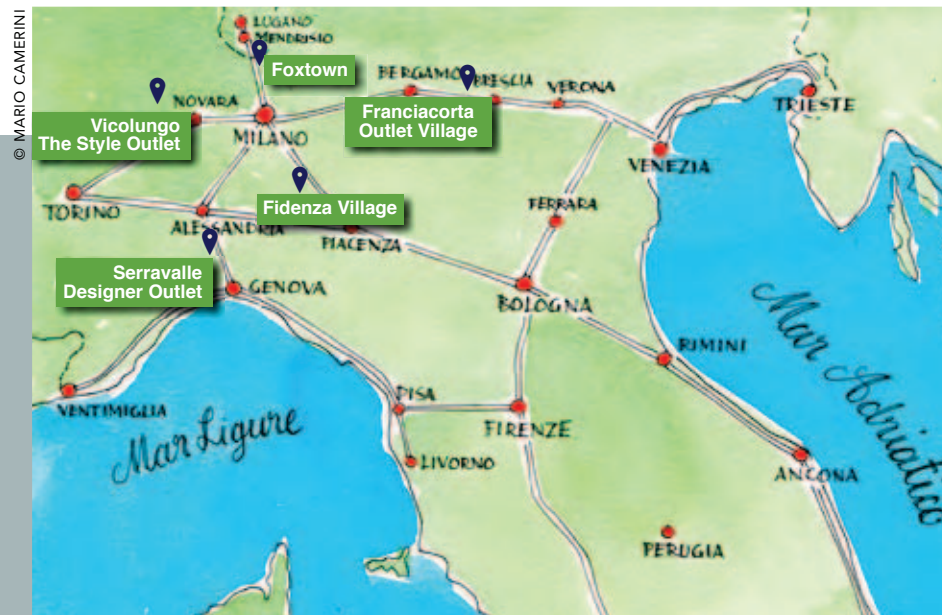 © MARIO CAMERINI
LUGANO
MENDRISIO
Foxtown
BERGAMO
BRESCIA
VERONA
TRIESTE
NOVARA
Vicolungo
The Style Outlet
MILANO
Franciacorta
Outlet Village
VENEZIA
TORINO
ALESSANDRIA
Fidenza Village
PIACENZA
FERRARA
Serravalle
Designer Outlet
GENOVA
BOLOGNA
RIMINI
Mar Adriatico
VENTIMIGLIA
Mar Ligure
PISA
FIRENZE
LIVORNO
ANCONA
PERUGIA